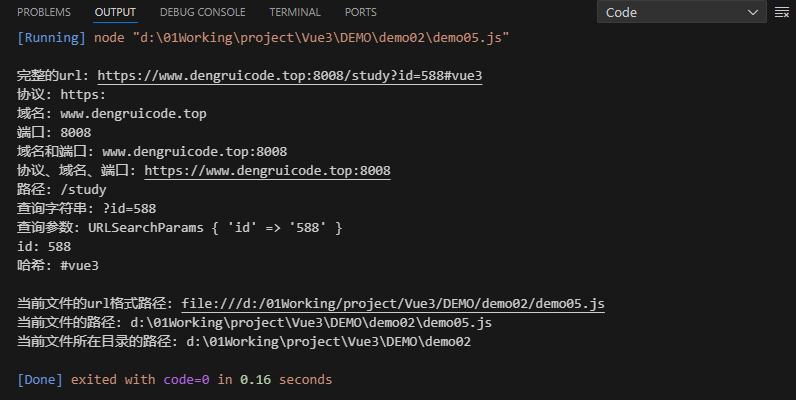 PROBLEMS OUTPUT DEBUG CONSOLE TERMINAL PORTS Code
[Running] node "d:\01Working\project\Vue3\DEMO\demo02\demo05.js"
完整的url: https://www.dengruicode.top:8008/study?id=588#vue3
协议: https:
域名: www.dengruicode.top
端口: 8008
域名和端口: www.dengruicode.top:8008
协议、域名、端口: https://www.dengruicode.top:8008
路径: /study
查询字符串: ?id=588
查询参数: URLSearchParams { 'id' => '588' }
id: 588
哈希: #vue3
当前文件的url格式路径: file:///d:/01Working/project/Vue3/DEMO/demo02/demo05.js
当前文件的路径: d:\01Working\project\Vue3\DEMO\demo02\demo05.js
当前文件所在目录的路径: d:\01Working\project\Vue3\DEMO\demo02
[Done] exited with code=0 in 0.16 seconds